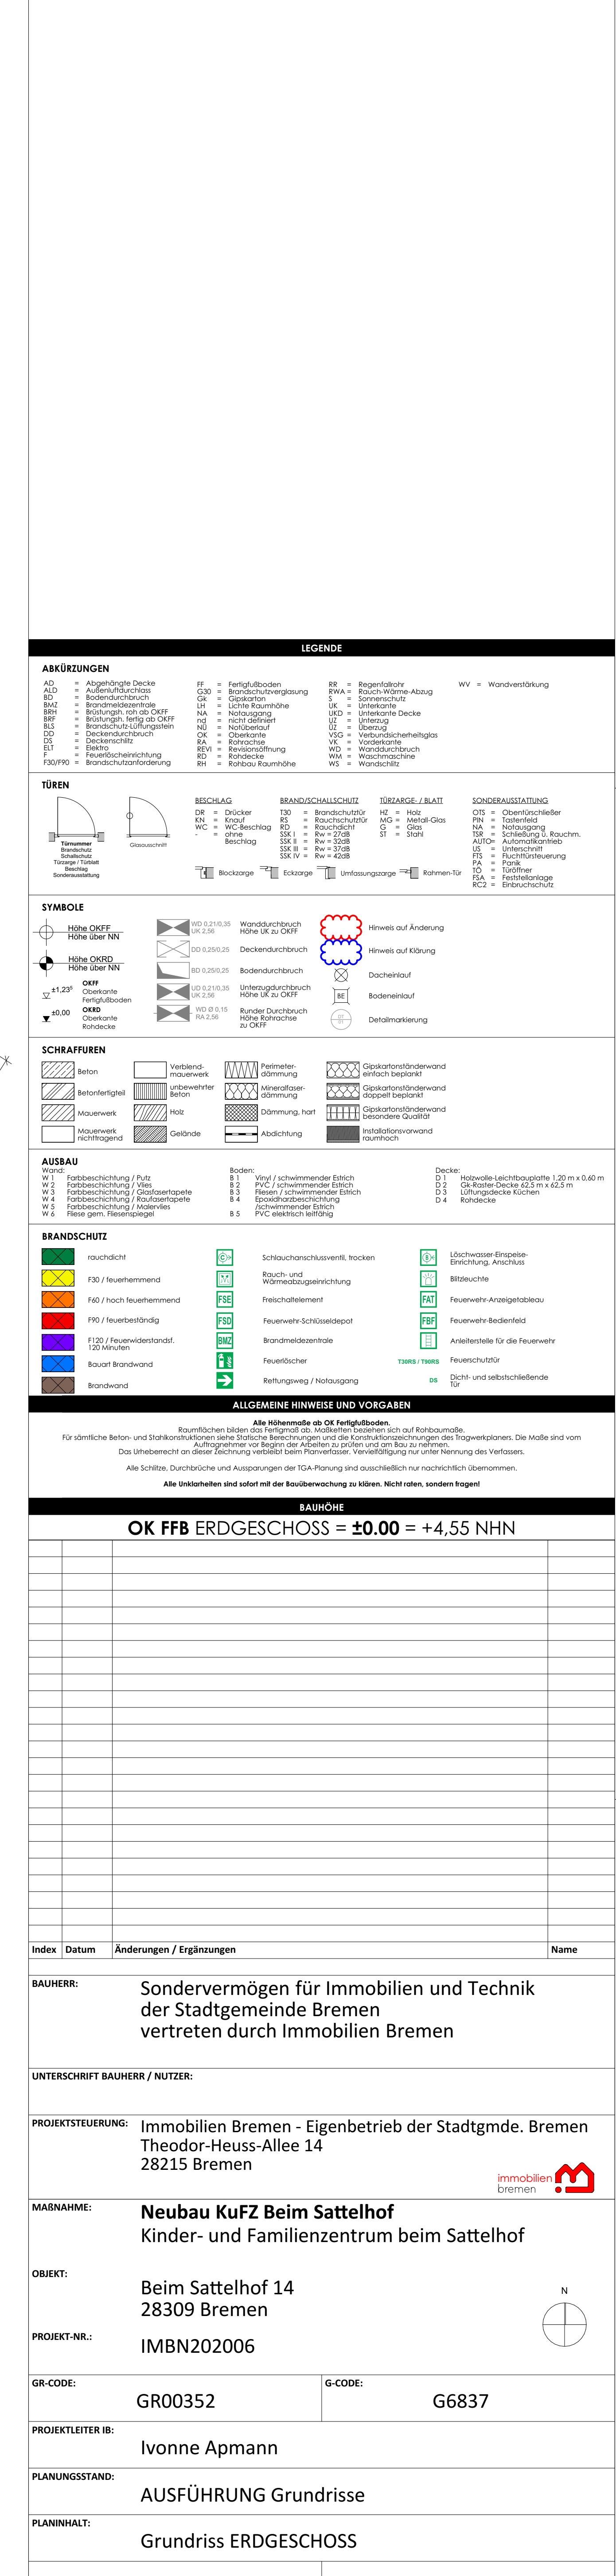 LEGENDE
ABKÜRZUNGEN
AD = Abgehängte Decke
ALD = Außenluftdurchlass
BD = Bodendurchbruch
BMZ = Brandmeldezentrale
BRH = Brüstungsh. roh ab OKFF
BRF = Brüstungsh. fertig ab OKFF
BLS = Brandschutz-Lüftungsstein
DD = Deckendurchbruch
DS = Deckenschlitz
ELT = Elektro
F = Feuerlöscheinrichtung
F30/F90 = Brandschutzanforderung
FF = Fertigfußboden
G30 = Brandschutzverglasung
Gk = Gipskarton
LH = Lichte Raumhöhe
NA = Notausgang
nd = nicht definiert
NÜ = Notüberlauf
OK = Oberkante
RA = Rohrachse
REVI = Revisionsöffnung
RD = Rohdecke
RH = Rohbau Raumhöhe
RR = Regenfallrohr
RWA = Rauch-Wärme-Abzug
S = Sonnenschutz
UK = Unterkante
UKD = Unterkante Decke
UZ = Unterzug
ÜZ = Überzug
VSG = Verbundsicherheitsglas
VK = Vorderkante
WD = Wanddurchbruch
WM = Waschmaschine
WS = Wandschlitz
WV = Wandverstärkung
TÜREN
Türnummer
Brandschutz
Schallschutz
Türzarge / Türblatt
Beschlag
Sonderausstattung
Glasausschnitt
BESCHLAG
DR = Drücker
KN = Knauf
WC = WC-Beschlag
- = ohne
Beschlag
BRAND/SCHALLSCHUTZ
T30 = Brandschutztür
RS = Rauchschutztür
RD = Rauchdicht
SSK I = Rw = 27dB
SSK II = Rw = 32dB
SSK III = Rw = 37dB
SSK IV = Rw = 42dB
TÜRZARGE- / BLATT
HZ = Holz
MG = Metall-Glas
G = Glas
ST = Stahl
SONDERAUSSTATTUNG
OTS = Obentürschließer
PIN = Tastenfeld
NA = Notausgang
TSR = Schließung u. Rauchm.
AUTO= Automatikantrieb
US = Unterschnitt
FTS = Fluchttürsteuerung
PA = Panik
TÖ = Türöffner
FSA = Feststellanlage
RC2 = Einbruchschutz
Blockzarge
Eckzarge
Umfassungszarge
Rahmen-Tür
SYMBOLE
Höhe OKFF
Höhe über NN
Höhe OKRD
Höhe über NN
±1,23⁵
OKFF
Oberkante
Fertigfußboden
±0,00
OKRD
Oberkante
Rohdecke
WD 0,21/0,35
UK 2,56
Wanddurchbruch
Höhe UK zu OKFF
DD 0,25/0,25
Deckendurchbruch
BD 0,25/0,25
Bodendurchbruch
UD 0,21/0,35
UK 2,56
Unterzugdurchbruch
Höhe UK zu OKFF
WD Ø 0,15
RA 2,56
Runder Durchbruch
Höhe Rohrachse
zu OKFF
Hinweis auf Änderung
Hinweis auf Klärung
Dacheinlauf
BE
Bodeneinlauf
Detailmarkierung
SCHRAFFUREN
Beton
Betonfertigteil
Mauerwerk
Mauerwerk
nichttragend
Verblend-
mauerwerk
unbewehrter
Beton
Holz
Gelände
Perimeter-
dämmung
Mineralfaser-
dämmung
Dämmung, hart
Abdichtung
Gipskartonständerwand
einfach beplankt
Gipskartonständerwand
doppelt beplankt
Gipskartonständerwand
besondere Qualität
Installationsvorwand
raumhoch
AUSBAU
Wand:
W 1 Farbbeschichtung / Putz
W 2 Farbbeschichtung / Vlies
W 3 Farbbeschichtung / Glasfasertapete
W 4 Farbbeschichtung / Raufasertapete
W 5 Farbbeschichtung / Malervlies
W 6 Fliese gem. Fliesenspiegel
Boden:
B 1 Vinyl / schwimmender Estrich
B 2 PVC / schwimmender Estrich
B 3 Fliesen / schwimmender Estrich
B 4 Epoxidharzbeschichtung
/schwimmender Estrich
B 5 PVC elektrisch leitfähig
Decke:
D 1 Holzwolle-Leichtbauplatte 1,20 m x 0,60 m
D 2 Gk-Raster-Decke 62,5 m x 62,5 m
D 3 Lüftungsdecke Küchen
D 4 Rohdecke
BRANDSCHUTZ
rauchdicht
F30 / feuerhemmend
F60 / hoch feuerhemmend
F90 / feuerbeständig
F120 / Feuerwiderstandsf.
120 Minuten
Bauart Brandwand
Brandwand
Schlauchanschlussventil, trocken
Rauch- und
Wärmeabzugseinrichtung
FSE
Freischaltelement
FSD
Feuerwehr-Schlüsseldepot
BMZ
Brandmeldezentrale
Feuerlöscher
Rettungsweg / Notausgang
Löschwasser-Einspeise-
Einrichtung, Anschluss
Blitzleuchte
FAT
Feuerwehr-Anzeigetableau
FBF
Feuerwehr-Bedienfeld
Anleiterstelle für die Feuerwehr
T30RS / T90RS
Feuerschutztür
DS
Dicht- und selbstschließende
Tür
ALLGEMEINE HINWEISE UND VORGABEN
Alle Höhenmaße ab OK Fertigfußboden.
Raumflächen bilden das Fertigmaß ab. Maßketten beziehen sich auf Rohbaumaße.
Für sämtliche Beton- und Stahlkonstruktionen siehe Statische Berechnungen und die Konstruktionszeichnungen des Tragwerkplaners. Die Maße sind vom
Auftragnehmer vor Beginn der Arbeiten zu prüfen und am Bau zu nehmen.
Das Urheberecht an dieser Zeichnung verbleibt beim Planverfasser. Vervielfältigung nur unter Nennung des Verfassers.
Alle Schlitze, Durchbrüche und Aussparungen der TGA-Planung sind ausschließlich nur nachrichtlich übernommen.
Alle Unklarheiten sind sofort mit der Bauüberwachung zu klären. Nicht raten, sondern fragen!
BAUHÖHE
OK FFB ERDGESCHOSS = ±0.00 = +4,55 NHN
Index Datum Änderungen / Ergänzungen Name
BAUHERR:
Sondervermögen für Immobilien und Technik
der Stadtgemeinde Bremen
vertreten durch Immobilien Bremen
UNTERSCHRIFT BAUHERR / NUTZER:
PROJEKTSTEUERUNG:
Immobilien Bremen - Eigenbetrieb der Stadtgmde. Bremen
Theodor-Heuss-Allee 14
28215 Bremen
immobilien
bremen
MAßNAHME:
Neubau KuFZ Beim Sattelhof
Kinder- und Familienzentrum beim Sattelhof
OBJEKT:
Beim Sattelhof 14
28309 Bremen
N
PROJEKT-NR.:
IMBN202006
GR-CODE:
GR00352
G-CODE:
G6837
PROJEKTLEITER IB:
Ivonne Apmann
PLANUNGSSTAND:
AUSFÜHRUNG Grundrisse
PLANINHALT:
Grundriss ERDGESCHOSS